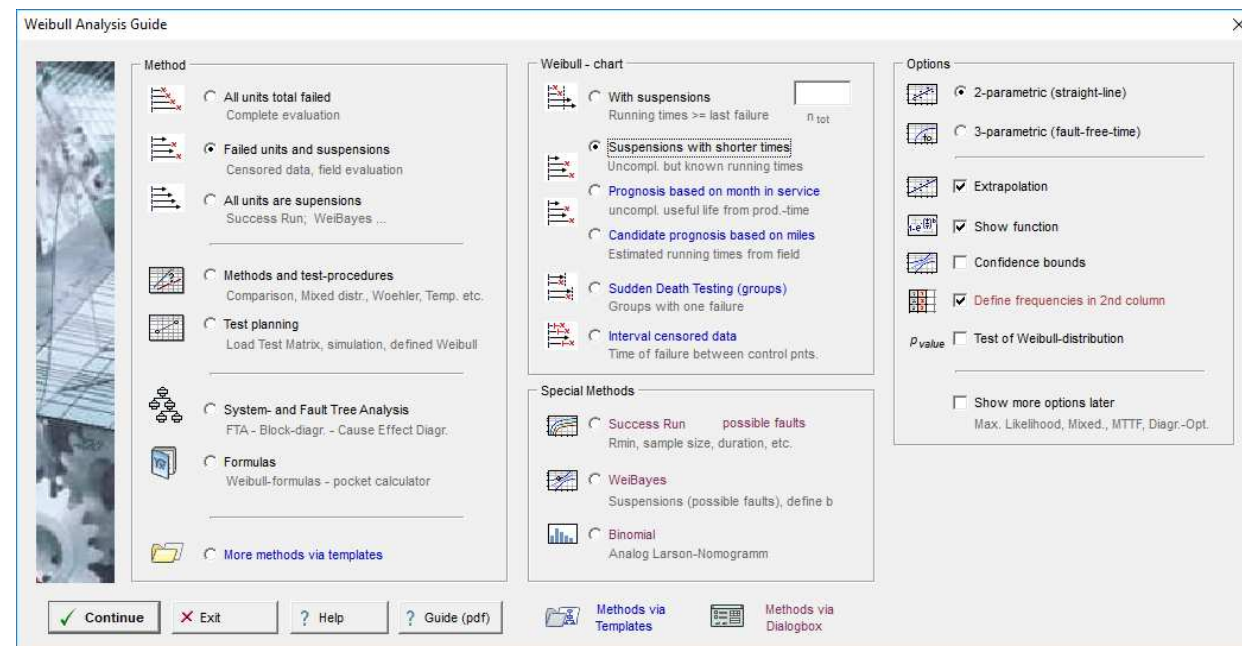 Weibull Analysis Guide
Method
All units total failed
Complete evaluation
Failed units and suspensions
Censored data, field evaluation
All units are supensions
Success Run; WeiBayes ...
Methods and test-procedures
Comparison, Mixed distr., Woehler, Temp. etc.
Test planning
Load Test Matrix, simulation, defined Weibull
System- and Fault Tree Analysis
FTA - Block-diagr. - Cause Effect Diagr.
Formulas
Weibull-formulas - pocket calculator
More methods via templates
Weibull - chart
With suspensions
Running times >= last failure n tot
Suspensions with shorter times
Uncompl. but known running times
Prognosis based on month in service
uncompl. useful life from prod.-time
Candidate prognosis based on miles
Estimated running times from field
Sudden Death Testing (groups)
Groups with one failure
Interval censored data
Time of failure between control pnts.
Special Methods
Success Run possible faults
Rmin, sample size, duration, etc.
WeiBayes
Suspensions (possible faults), define b
Binomial
Analog Larson-Nomogramm
Options
2-parametric (straight-line)
3-parametric (fault-free-time)
Extrapolation
Show function
Confidence bounds
Define frequencies in 2nd column
p value Test of Weibull-distribution
Show more options later
Max. Likelihood, Mixed., MTTF, Diagr.-Opt.
Continue
Exit
? Help
? Guide (pdf)
Methods via
Templates
Methods via
Dialogbox